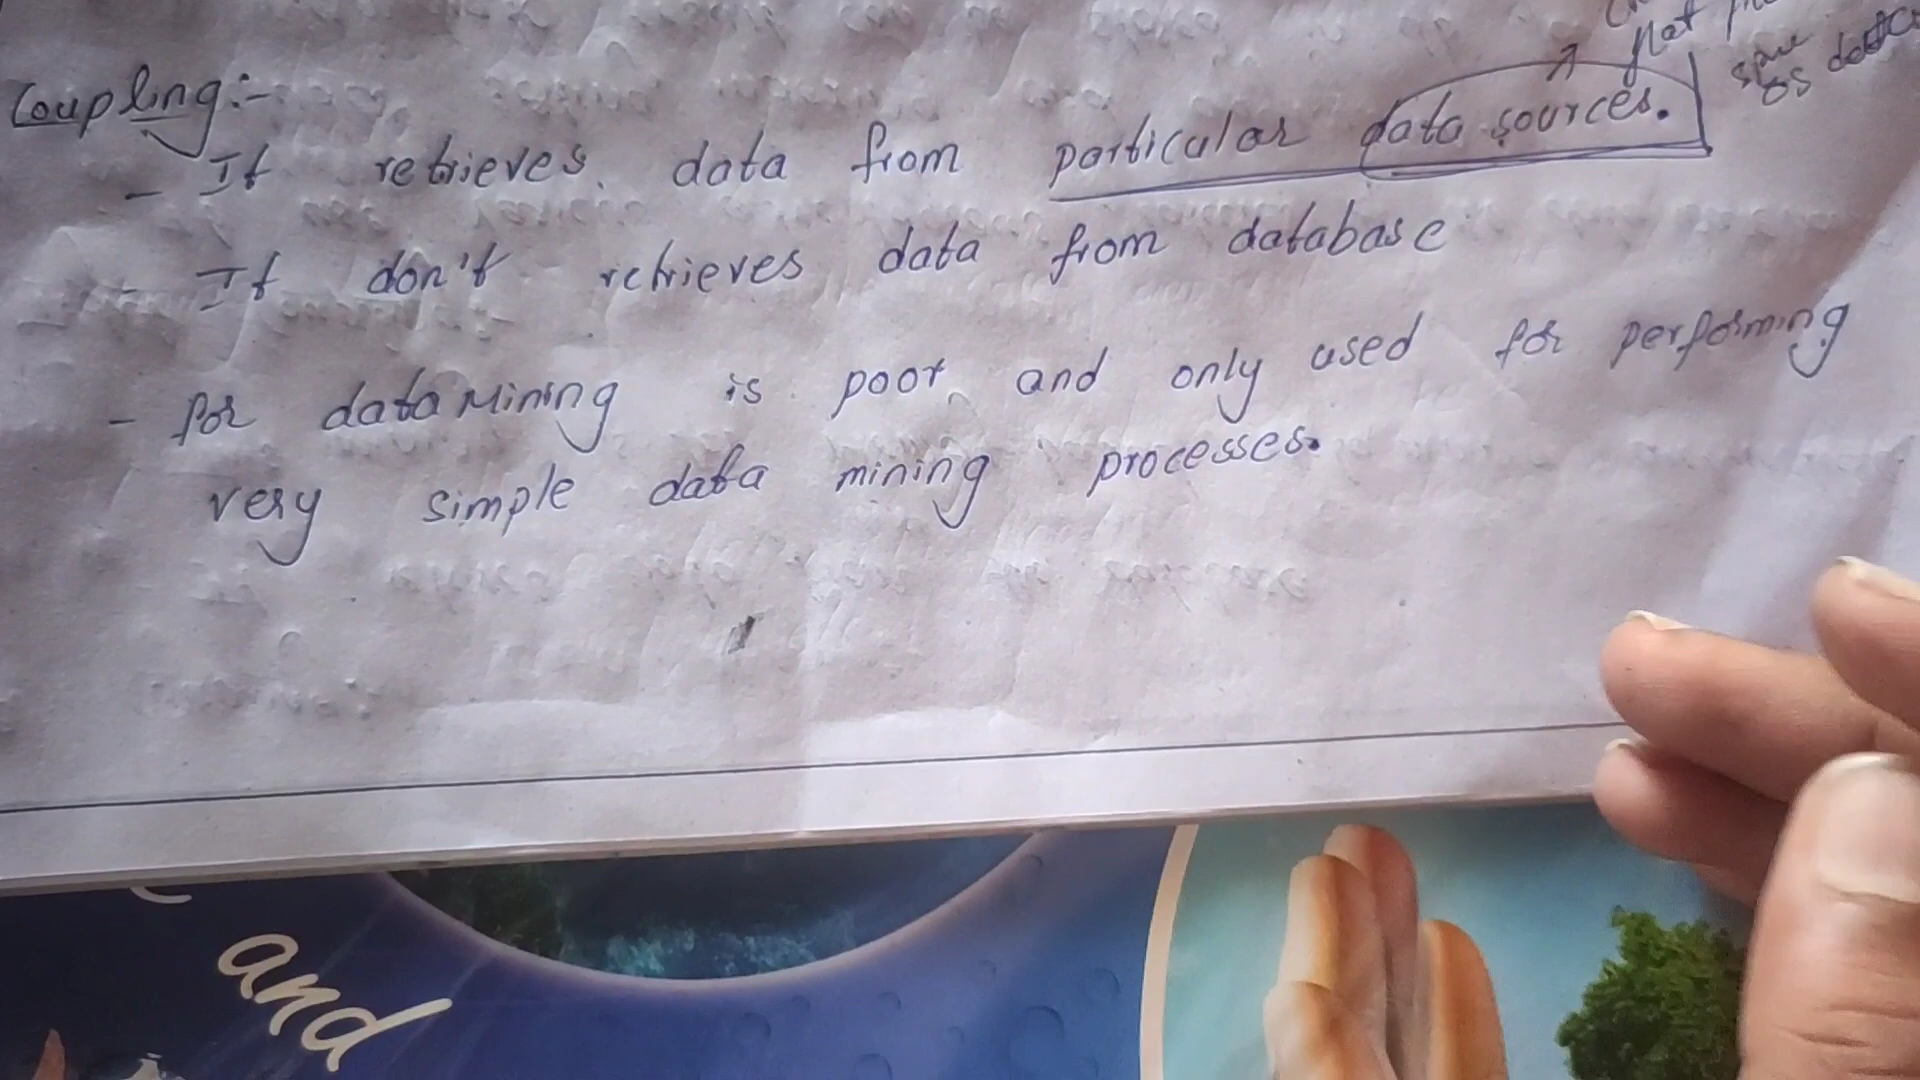 flat
Coupling:-
- It retrieves data from particular data sources.
- It don't retrieves data from database
- for data Mining is poor and only used for performing
very simple data mining processes.
and